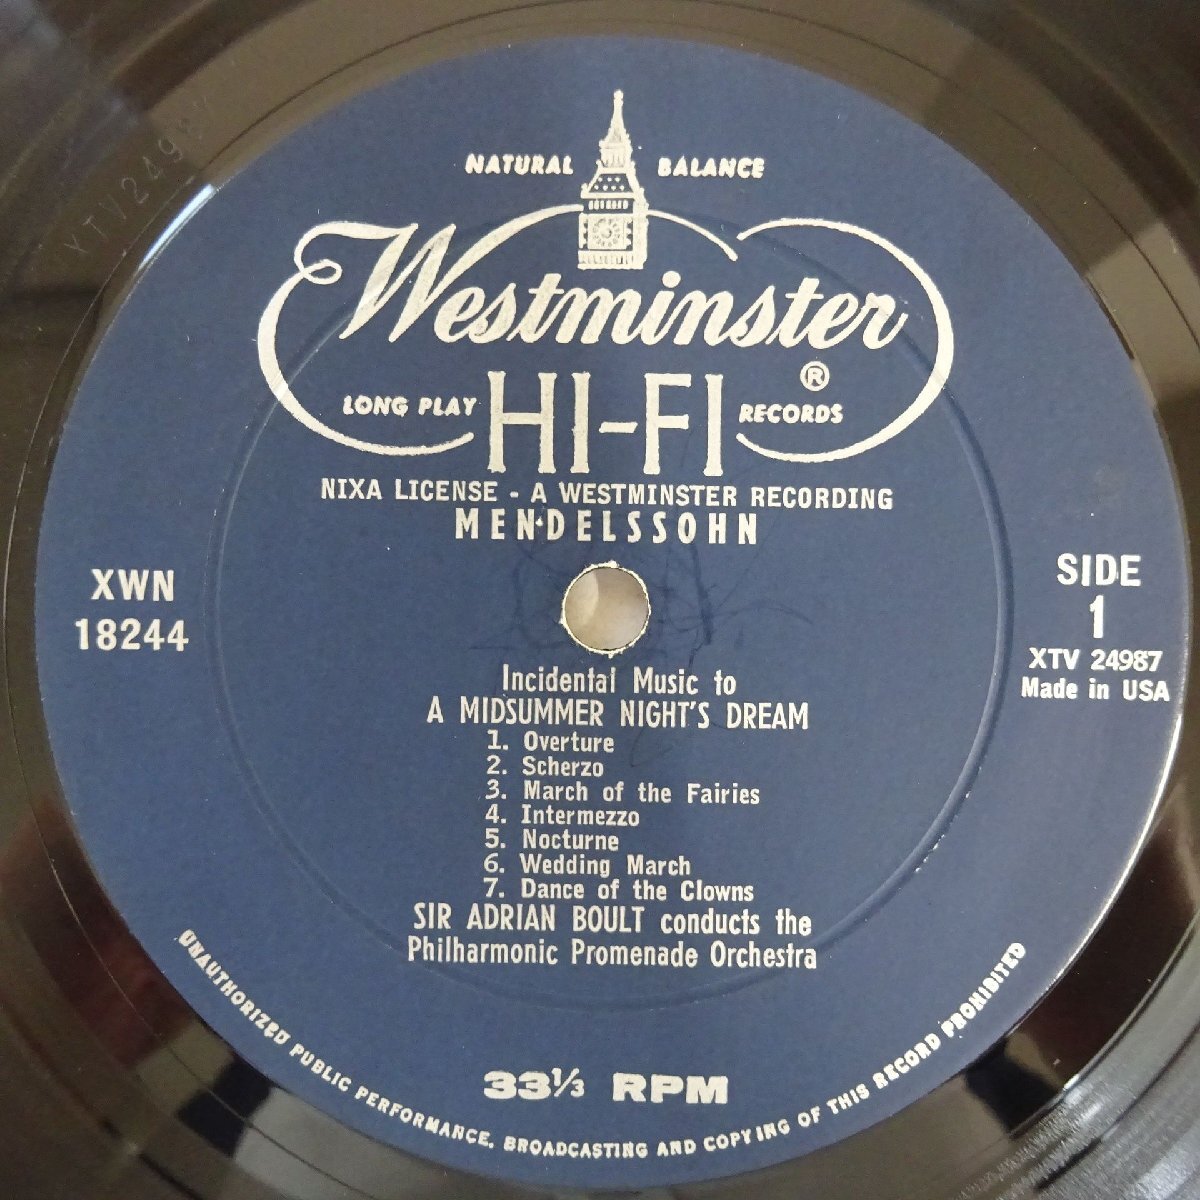 NATURAL BALANCE
Westminster
®
LONG PLAY HI-FI RECORDS
NIXA LICENSE - A WESTMINSTER RECORDING
MENDELSSOHN
XWN
18244
SIDE
1
XTV 24987
Made in USA
Incidental Music to
A MIDSUMMER NIGHT'S DREAM
1. Overture
2. Scherzo
3. March of the Fairies
4. Intermezzo
5. Nocturne
6. Wedding March
7. Dance of the Clowns
SIR ADRIAN BOULT conducts the
Philharmonic Promenade Orchestra
33⅓ RPM
UNAUTHORIZED PUBLIC PERFORMANCE, BROADCASTING AND COPYING OF THIS RECORD PROHIBITED